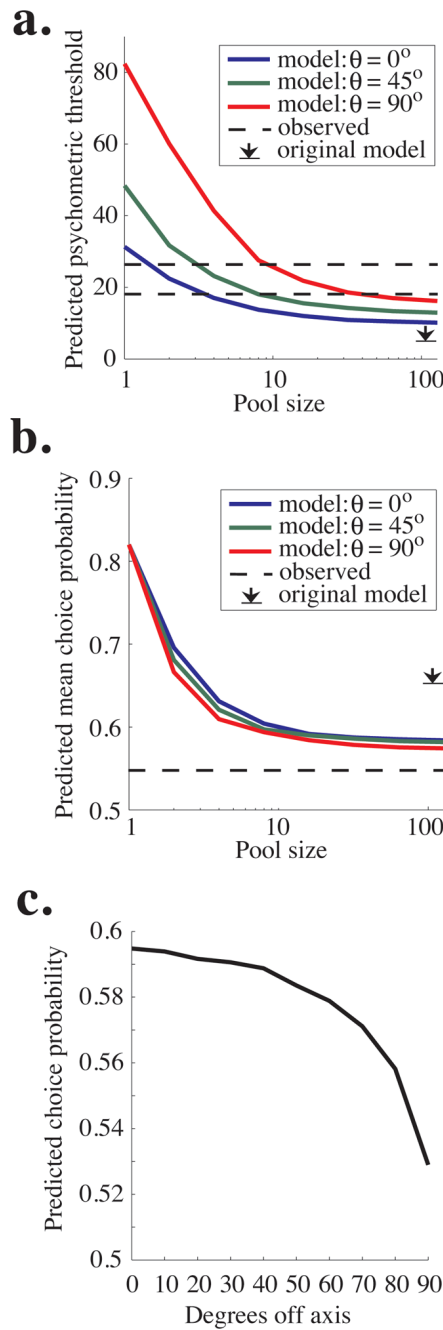 a.
Predicted psychometric threshold
80
60
40
20
0
model:θ = 0°
model:θ = 45°
model:θ = 90°
observed
original model
1
10
100
Pool size
b.
Predicted mean choice probability
0.9
0.8
0.7
0.6
0.5
model:θ = 0°
model:θ = 45°
model:θ = 90°
observed
original model
1
10
100
Pool size
c.
Predicted choice probability
0.6
0.58
0.56
0.54
0.52
0.5
0 10 20 30 40 50 60 70 80 90
Degrees off axis